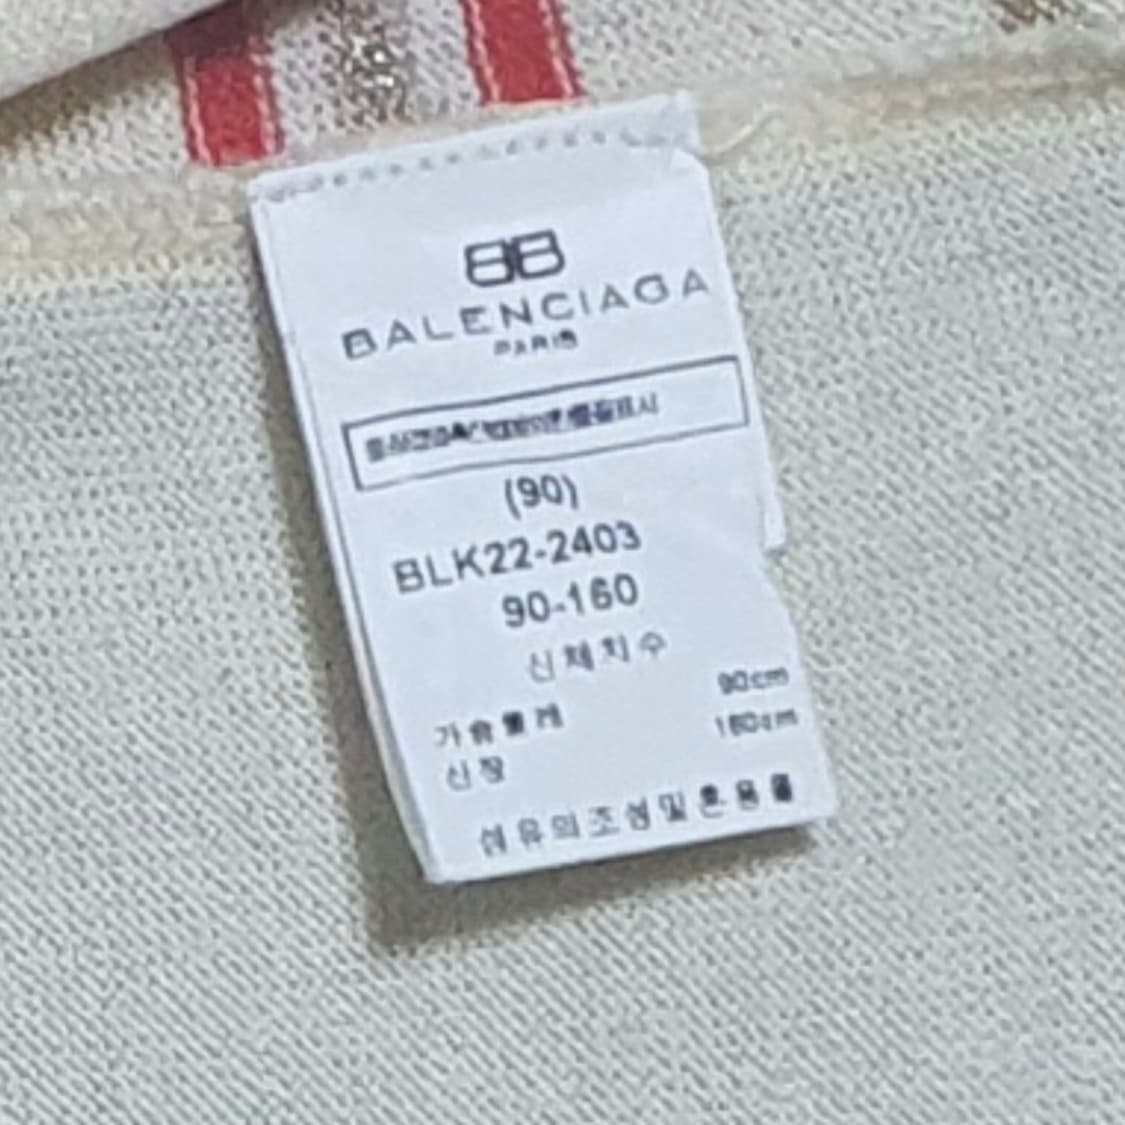 BB
BALENCIAGA
PARIS
(90)
BLK22-2403
90-160
신체치수
가슴둘레 90cm
신장 160cm
섬유의조성및혼용률